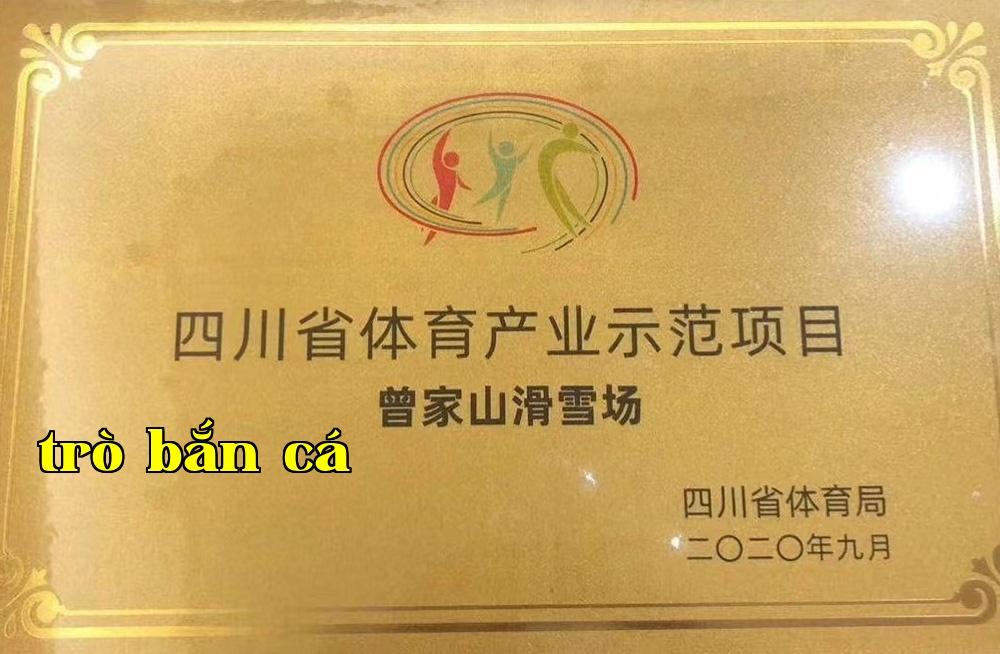 四川省体育产业示范项目
曾家山滑雪场
trò bắn cá
四川省体育局
二〇二〇年九月